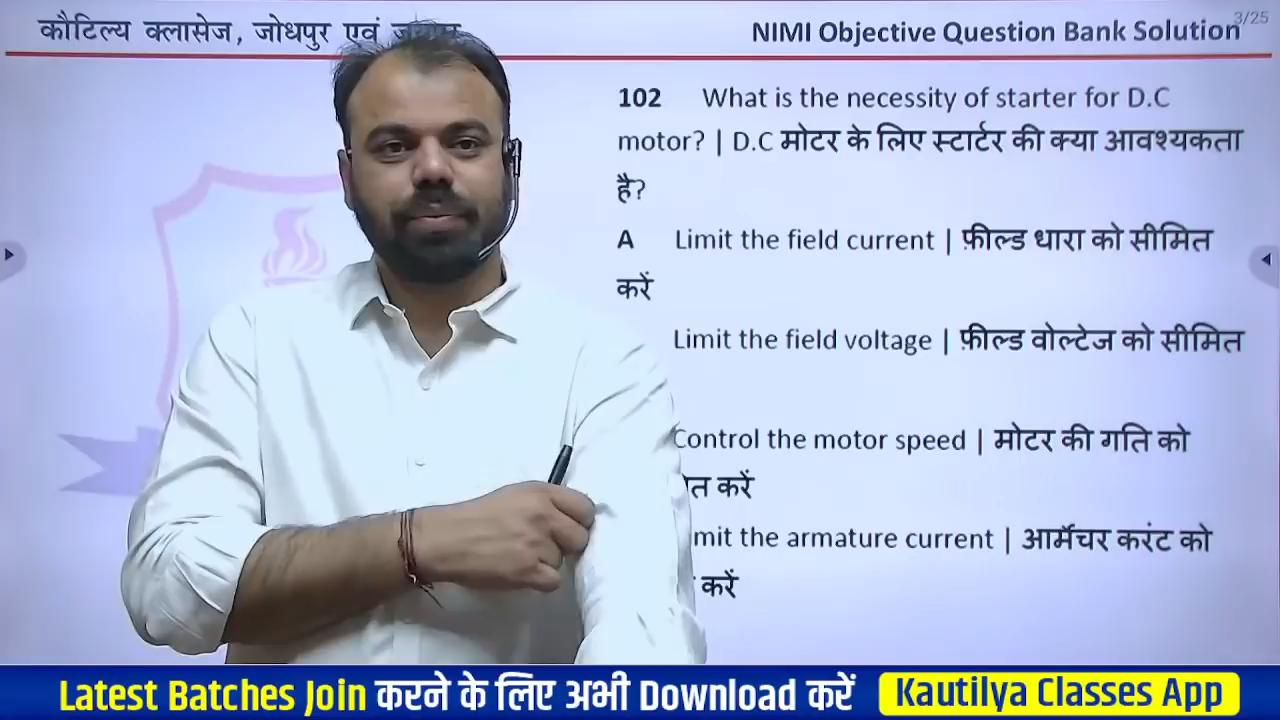 कौटिल्य क्लासेज, जोधपुर एवं
NIMI Objective Question Bank Solution
3/25
102 What is the necessity of starter for D.C
motor? | D.C मोटर के लिए स्टार्टर की क्या आवश्यकता
है?
A Limit the field current | फ़ील्ड धारा को सीमित
करें
Limit the field voltage | फ़ील्ड वोल्टेज को सीमित
Control the motor speed | मोटर की गति को
करें
the armature current | आर्मेचर करंट को
करें
Latest Batches Join करने के लिए अभी Download करें
Kautilya Classes App